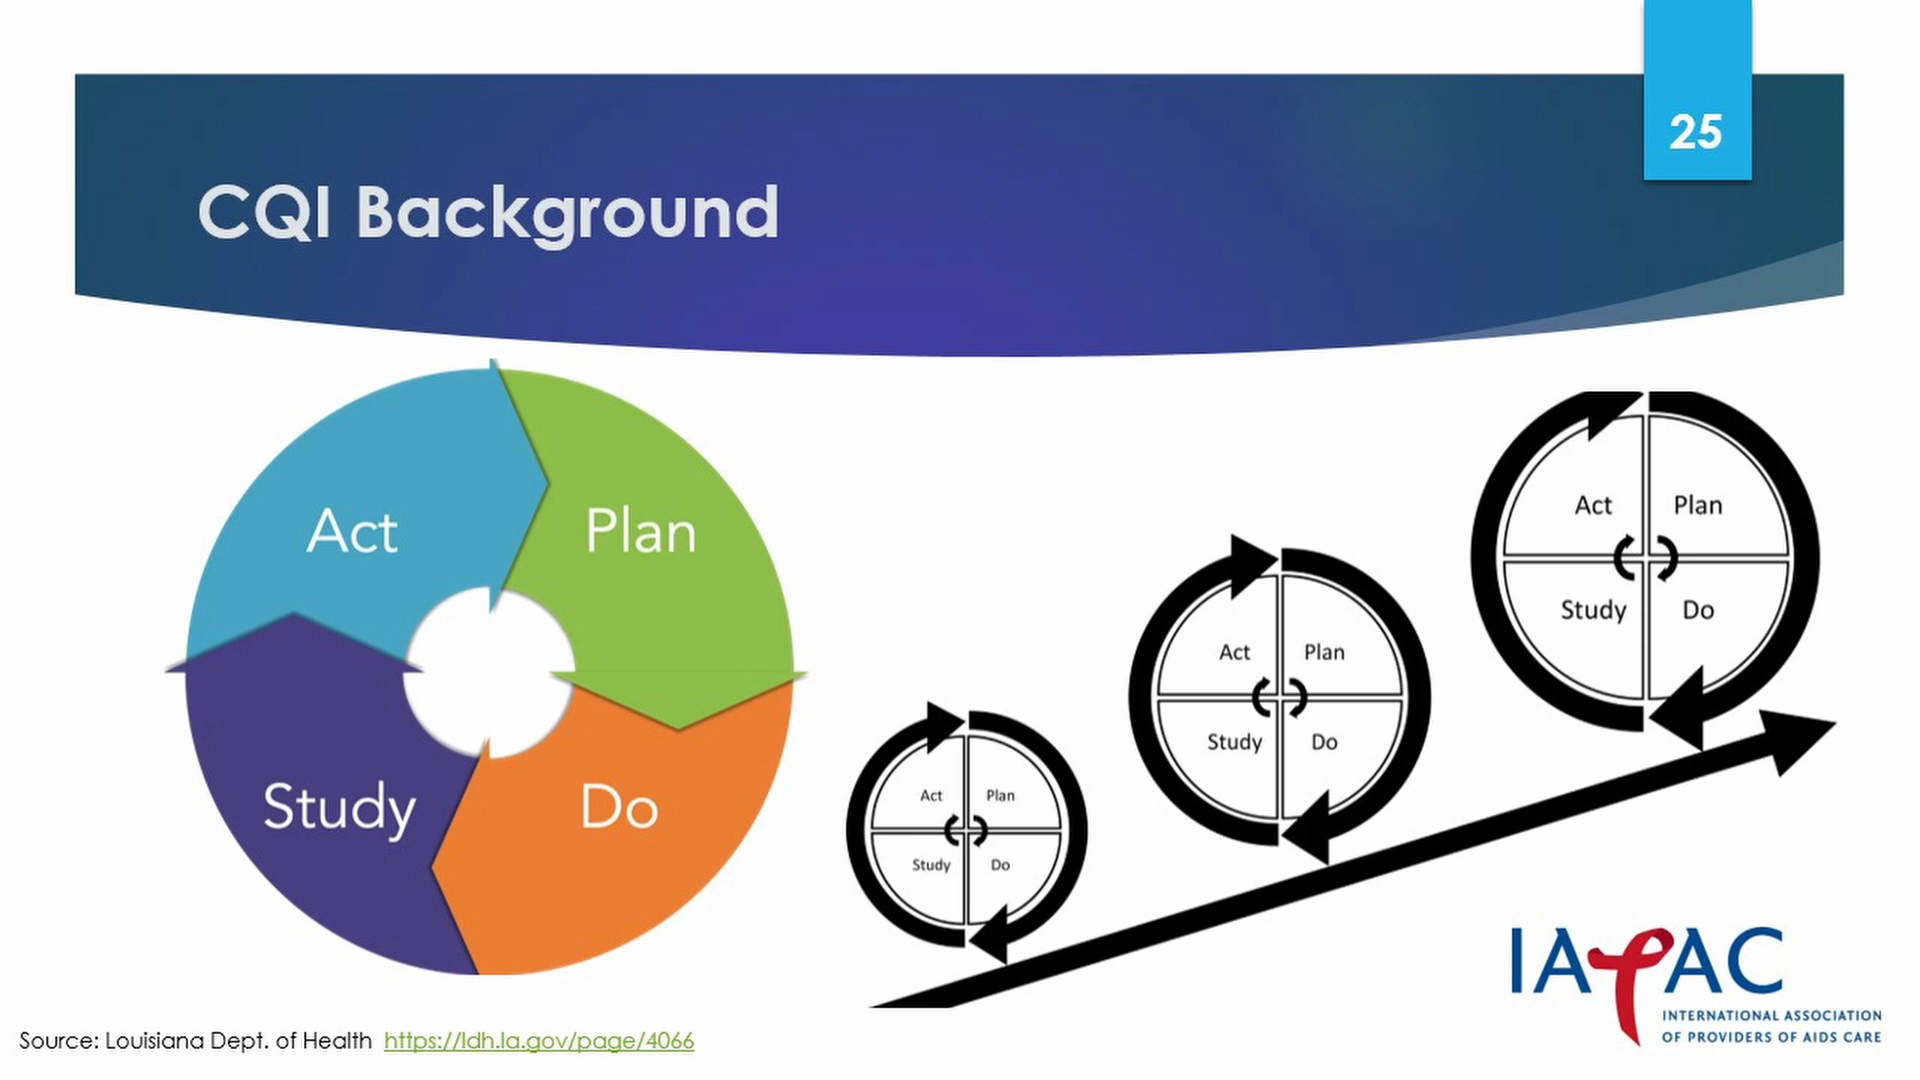 25
CQI Background
Act
Plan
Study
Do
Act Plan
Study Do
Act Plan
Study Do
Act Plan
Study Do
IAPAC
INTERNATIONAL ASSOCIATION
OF PROVIDERS OF AIDS CARE
Source: Louisiana Dept. of Health https://ldh.la.gov/page/4066